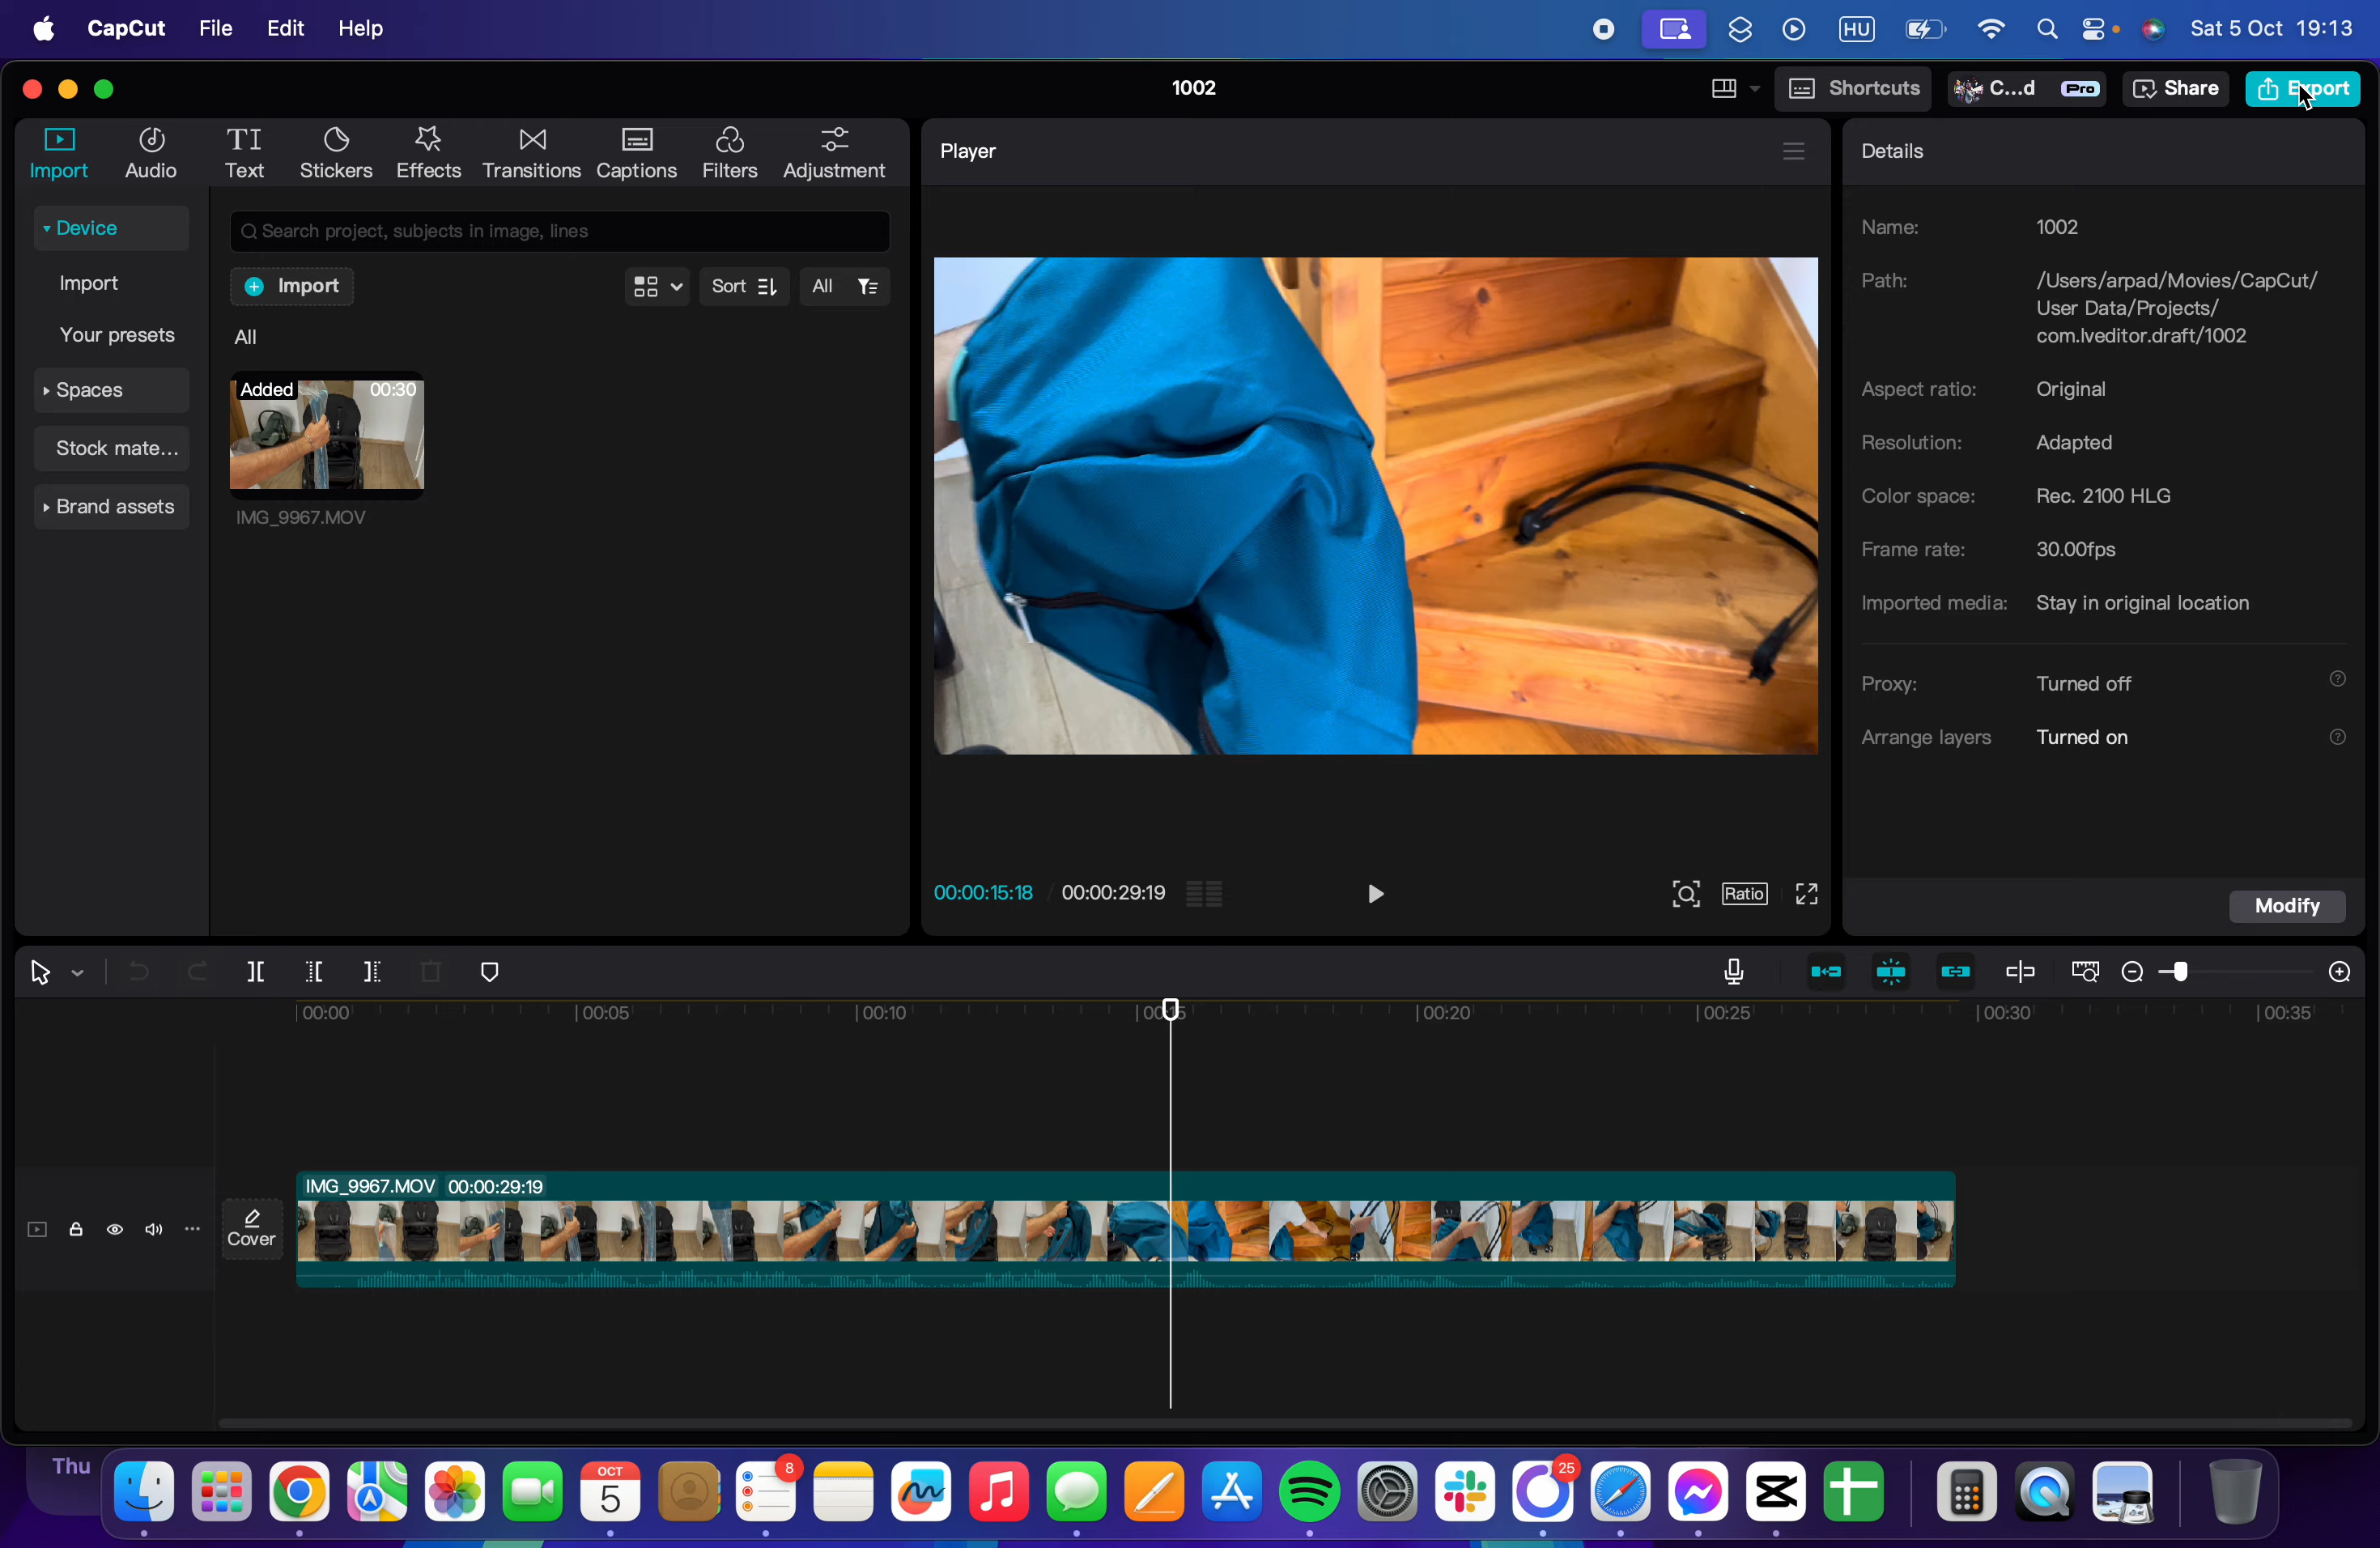 CapCut File Edit Help HU Sat 5 Oct 19:13
1002 Shortcuts C...d Pro Share Export
Import Audio Text Stickers Effects Transitions Captions Filters Adjustment
Device
Import
Your presets
Spaces
Stock mate...
Brand assets
Search project, subjects in image, lines
Import Sort All
All
Added 00:30
IMG_9967.MOV
Player
00:00:15:18 / 00:00:29:19 Ratio
Details
Name: 1002
Path: /Users/arpad/Movies/CapCut/
User Data/Projects/
com.lveditor.draft/1002
Aspect ratio: Original
Resolution: Adapted
Color space: Rec. 2100 HLG
Frame rate: 30.00fps
Imported media: Stay in original location
Proxy: Turned off
Arrange layers Turned on
Modify
00:00 00:05 00:10 00:15 00:20 00:25 00:30 00:35
IMG_9967.MOV 00:00:29:19
Cover
Thu
OCT
5
8
25